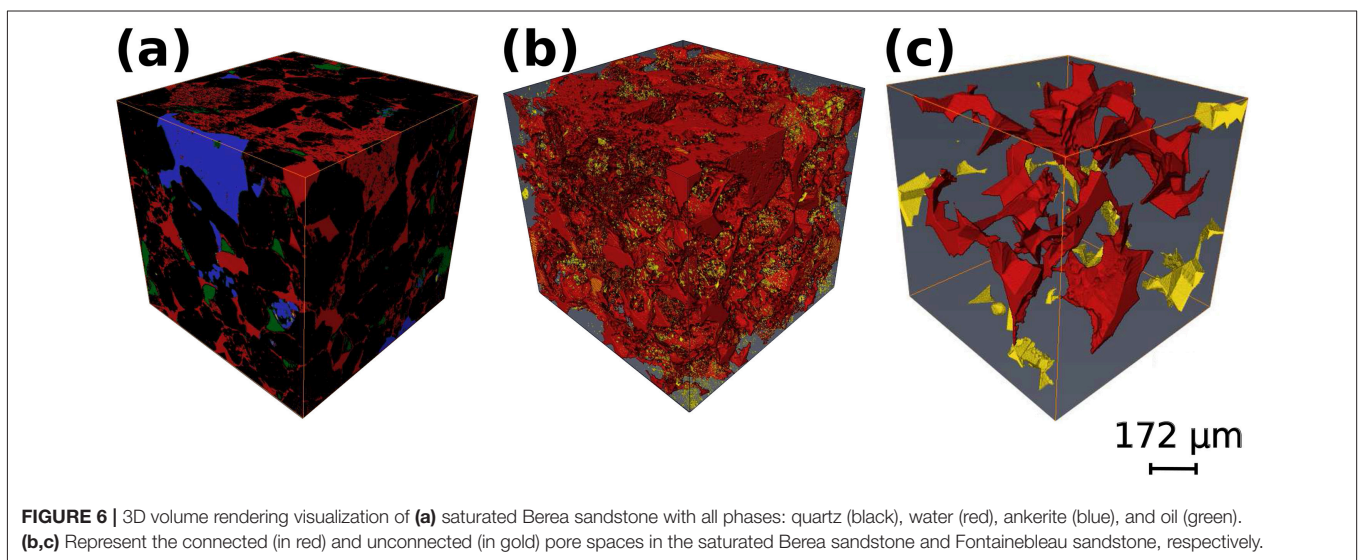 (a) (b) (c)
172 µm
FIGURE 6 | 3D volume rendering visualization of (a) saturated Berea sandstone with all phases: quartz (black), water (red), ankerite (blue), and oil (green).
(b,c) Represent the connected (in red) and unconnected (in gold) pore spaces in the saturated Berea sandstone and Fontainebleau sandstone, respectively.